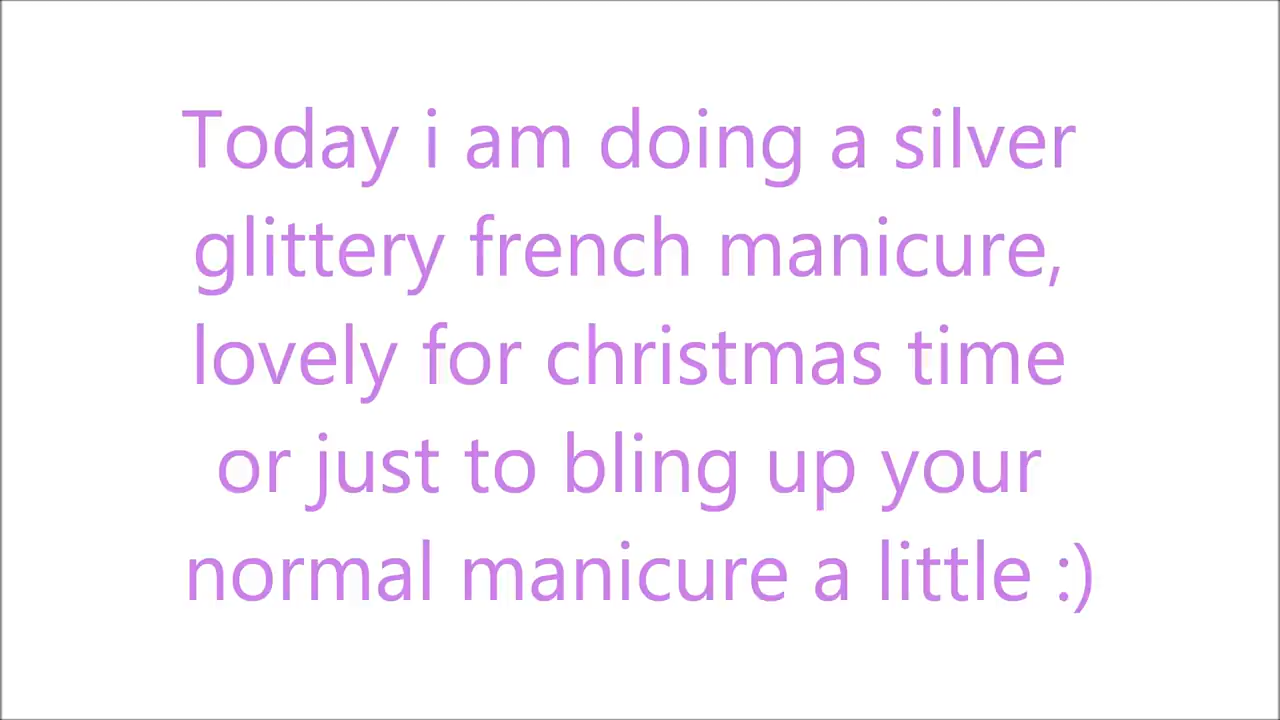 Today i am doing a silver
glittery french manicure,
lovely for christmas time
or just to bling up your
normal manicure a little :)